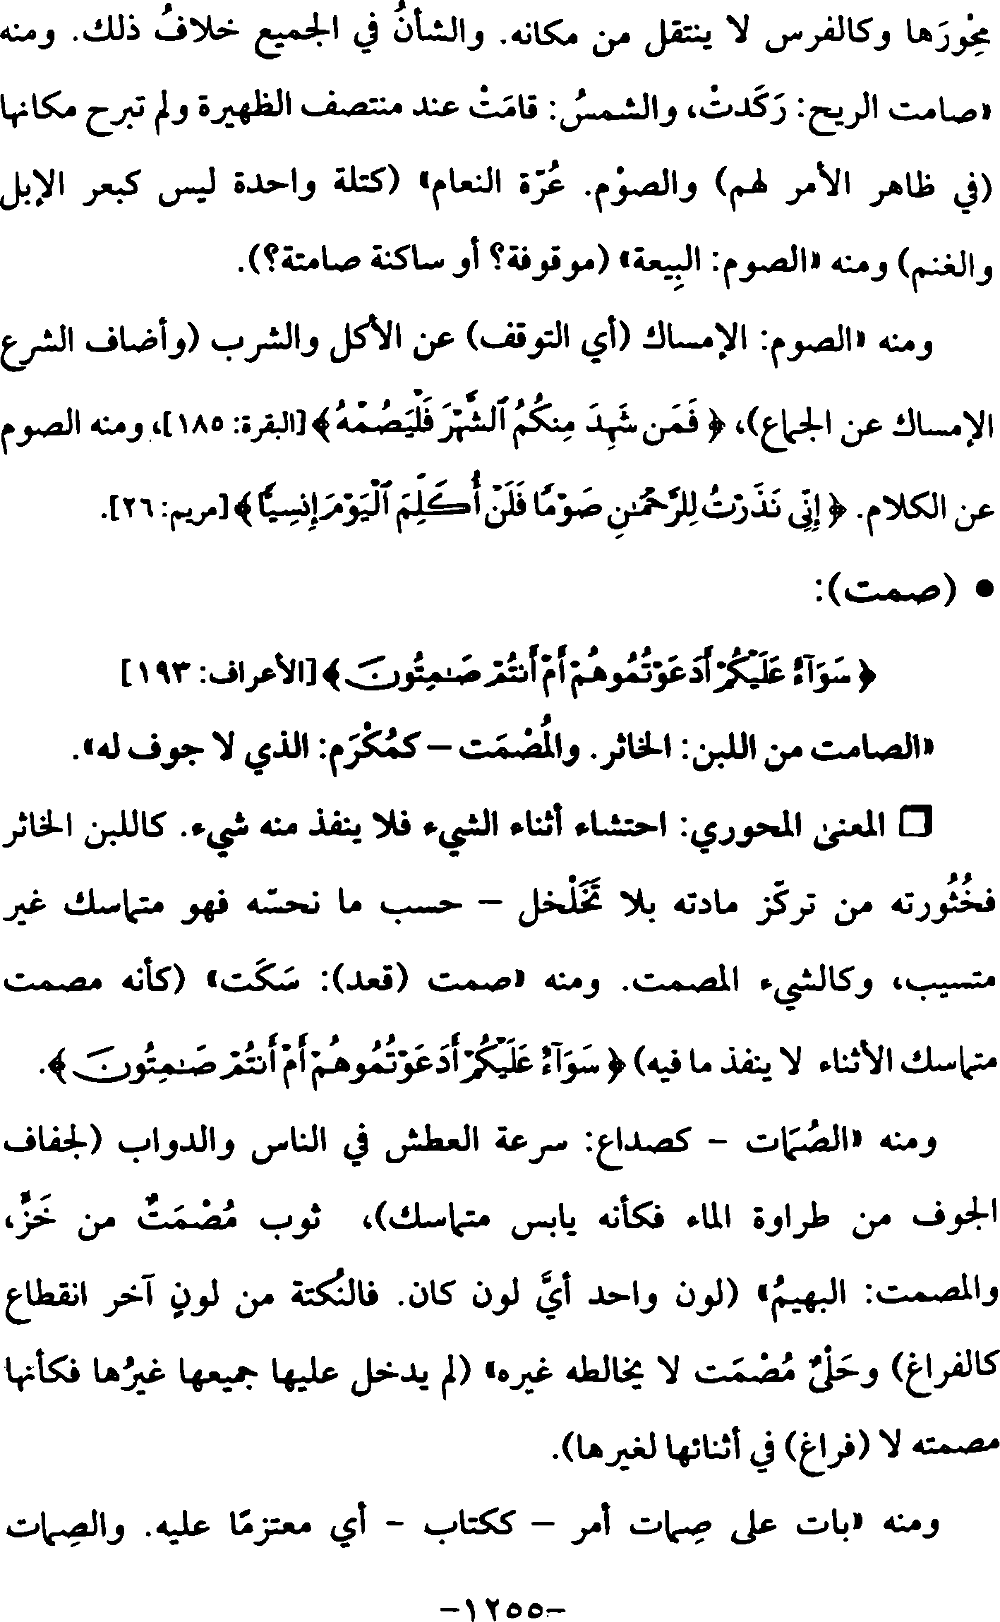 مِحْورَها وكالفرس لا ينتقل من مكانه. والشأنُ في الجميع خلافُ ذلك. ومنه
«صامت الريح: رَكَدتْ، والشمسُ: قامَتْ عند منتصف الظهيرة ولم تبرح مكانها
(في ظاهر الأمر لهم) والصوْم. عُرّة النعام» (كتلة واحدة ليس كبعر الإبل
والغنم) ومنه «الصوم: البِيعة» (موقوفة؟ أو ساكنة صامتة؟).
ومنه «الصوم: الإمساك (أي التوقف) عن الأكل والشرب (وأضاف الشرع
الإمساك عن الجماع)، ﴿ فَمَن شَهِدَ مِنكُمُ ٱلشَّهْرَ فَلْيَصُمْهُ ﴾ [البقرة: ١٨٥]، ومنه الصوم
عن الكلام. ﴿ إِنِّي نَذَرْتُ لِلرَّحْمَٰنِ صَوْمًا فَلَنْ أُكَلِّمَ ٱلْيَوْمَ إِنسِيًّا ﴾ [مريم: ٢٦].
• (صمت):
﴿ سَوَآءٌ عَلَيْكُمْ أَدَعَوْتُمُوهُمْ أَمْ أَنتُمْ صَٰمِتُونَ ﴾ [الأعراف: ١٩٣]
«الصامت من اللبن: الخاثر. والمُصْمَت – كمُكْرَم: الذي لا جوف له».
❒ المعنى المحوري: احتشاء أثناء الشيء فلا ينفذ منه شيء. كاللبن الخاثر
فخُثُورته من تركّز مادته بلا تَخَلْخل – حسب ما نحسّه فهو متماسك غير
متسيب، وكالشيء المصمت. ومنه «صمت (قعد): سَكَت» (كأنه مصمت
متماسك الأثناء لا ينفذ ما فيه) ﴿ سَوَآءٌ عَلَيْكُمْ أَدَعَوْتُمُوهُمْ أَمْ أَنتُمْ صَٰمِتُونَ ﴾.
ومنه «الصُمَات – كصداع: سرعة العطش في الناس والدواب (لجفاف
الجوف من طراوة الماء فكأنه يابس متماسك)، ثوب مُصْمَتٌ من خَزٍّ،
والمصمت: البهيمُ» (لون واحد أيَّ لون كان. فالنُكتة من لونٍ آخر انقطاع
كالفراغ) وحَلْيٌ مُصْمَت لا يخالطه غيره» (لم يدخل عليها جميعها غيرُها فكأنها
مصمته لا (فراغ) في أثنائها لغيرها).
ومنه «بات على صِمات أمر – ككتاب - أي معتزمًا عليه. والصِمات
-١٢٥٥-